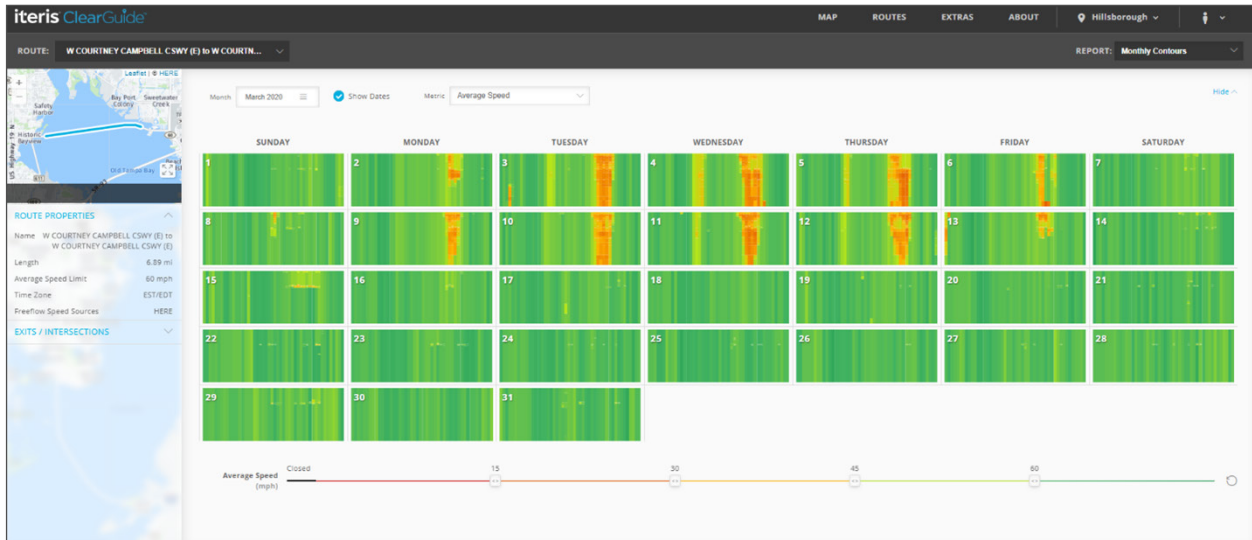 iteris ClearGuide
MAP ROUTES EXTRAS ABOUT Hillsborough
ROUTE: W COURTNEY CAMPBELL CSWY (E) to W COURTN...
REPORT: Monthly Contours
Leaflet | © HERE
Bay Port Colony
Sweetwater Creek
Safety Harbor
Historic Bayview
US Highway 19 N
Old Tampa Bay
Month March 2020 Show Dates Metric Average Speed Hide
SUNDAY MONDAY TUESDAY WEDNESDAY THURSDAY FRIDAY SATURDAY
1 2 3 4 5 6 7
8 9 10 11 12 13 14
15 16 17 18 19 20 21
22 23 24 25 26 27 28
29 30 31
ROUTE PROPERTIES
Name W COURTNEY CAMPBELL CSWY (E) to
W COURTNEY CAMPBELL CSWY (E)
Length 6.89 mi
Average Speed Limit 60 mph
Time Zone EST/EDT
Freeflow Speed Sources HERE
EXITS / INTERSECTIONS
Average Speed
(mph)
Closed 15 30 45 60